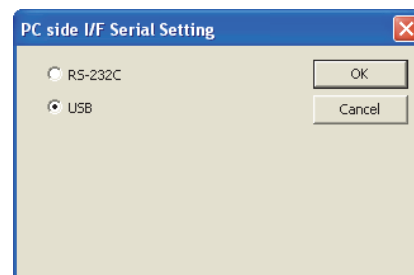 PC side I/F Serial Setting
RS-232C
OK
USB
Cancel